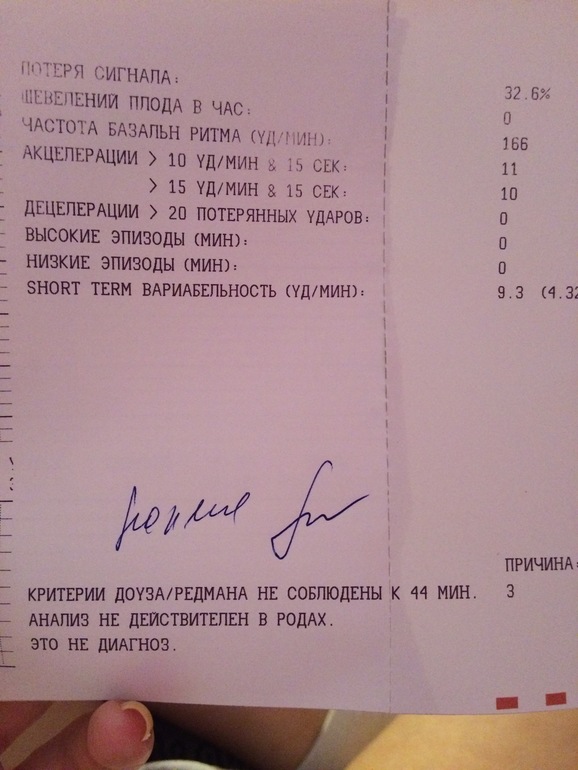 ПОТЕРЯ СИГНАЛА: 32.6%
ШЕВЕЛЕНИЙ ПЛОДА В ЧАС: 0
ЧАСТОТА БАЗАЛЬН РИТМА (УД/МИН): 166
АКЦЕЛЕРАЦИИ > 10 УД/МИН & 15 СЕК: 11
> 15 УД/МИН & 15 СЕК: 10
ДЕЦЕЛЕРАЦИИ > 20 ПОТЕРЯННЫХ УДАРОВ: 0
ВЫСОКИЕ ЭПИЗОДЫ (МИН): 0
НИЗКИЕ ЭПИЗОДЫ (МИН): 0
SHORT TERM ВАРИАБЕЛЬНОСТЬ (УД/МИН): 9.3 (4.32
ПРИЧИНА:
КРИТЕРИИ ДОУЗА/РЕДМАНА НЕ СОБЛЮДЕНЫ К 44 МИН. 3
АНАЛИЗ НЕ ДЕЙСТВИТЕЛЕН В РОДАХ.
ЭТО НЕ ДИАГНОЗ.